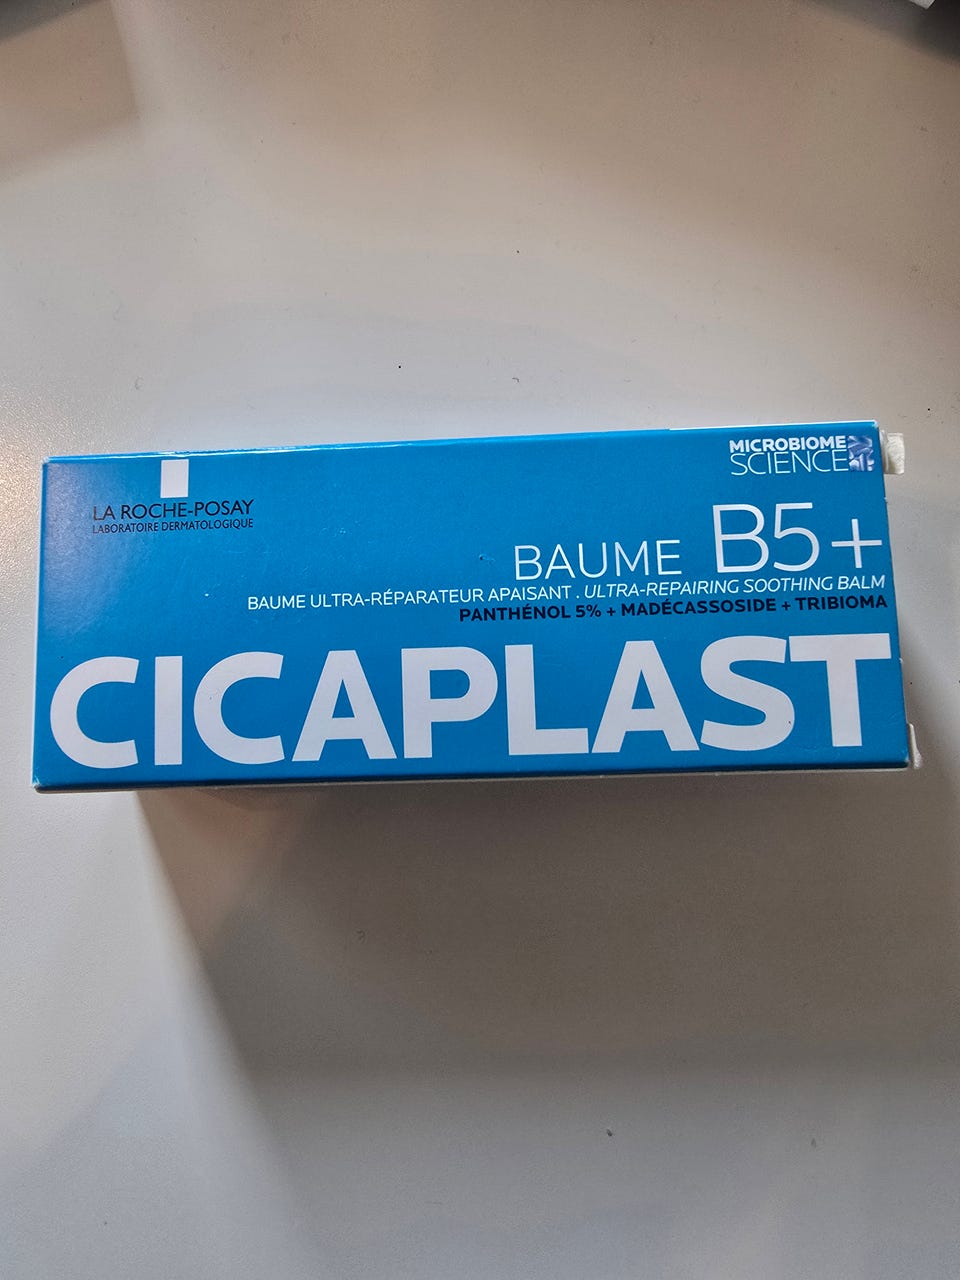 LA ROCHE-POSAY
LABORATOIRE DERMATOLOGIQUE
MICROBIOME
SCIENCE
BAUME B5+
BAUME ULTRA-RÉPARATEUR APAISANT . ULTRA-REPAIRING SOOTHING BALM
PANTHÉNOL 5% + MADÉCASSOSIDE + TRIBIOMA
CICAPLAST